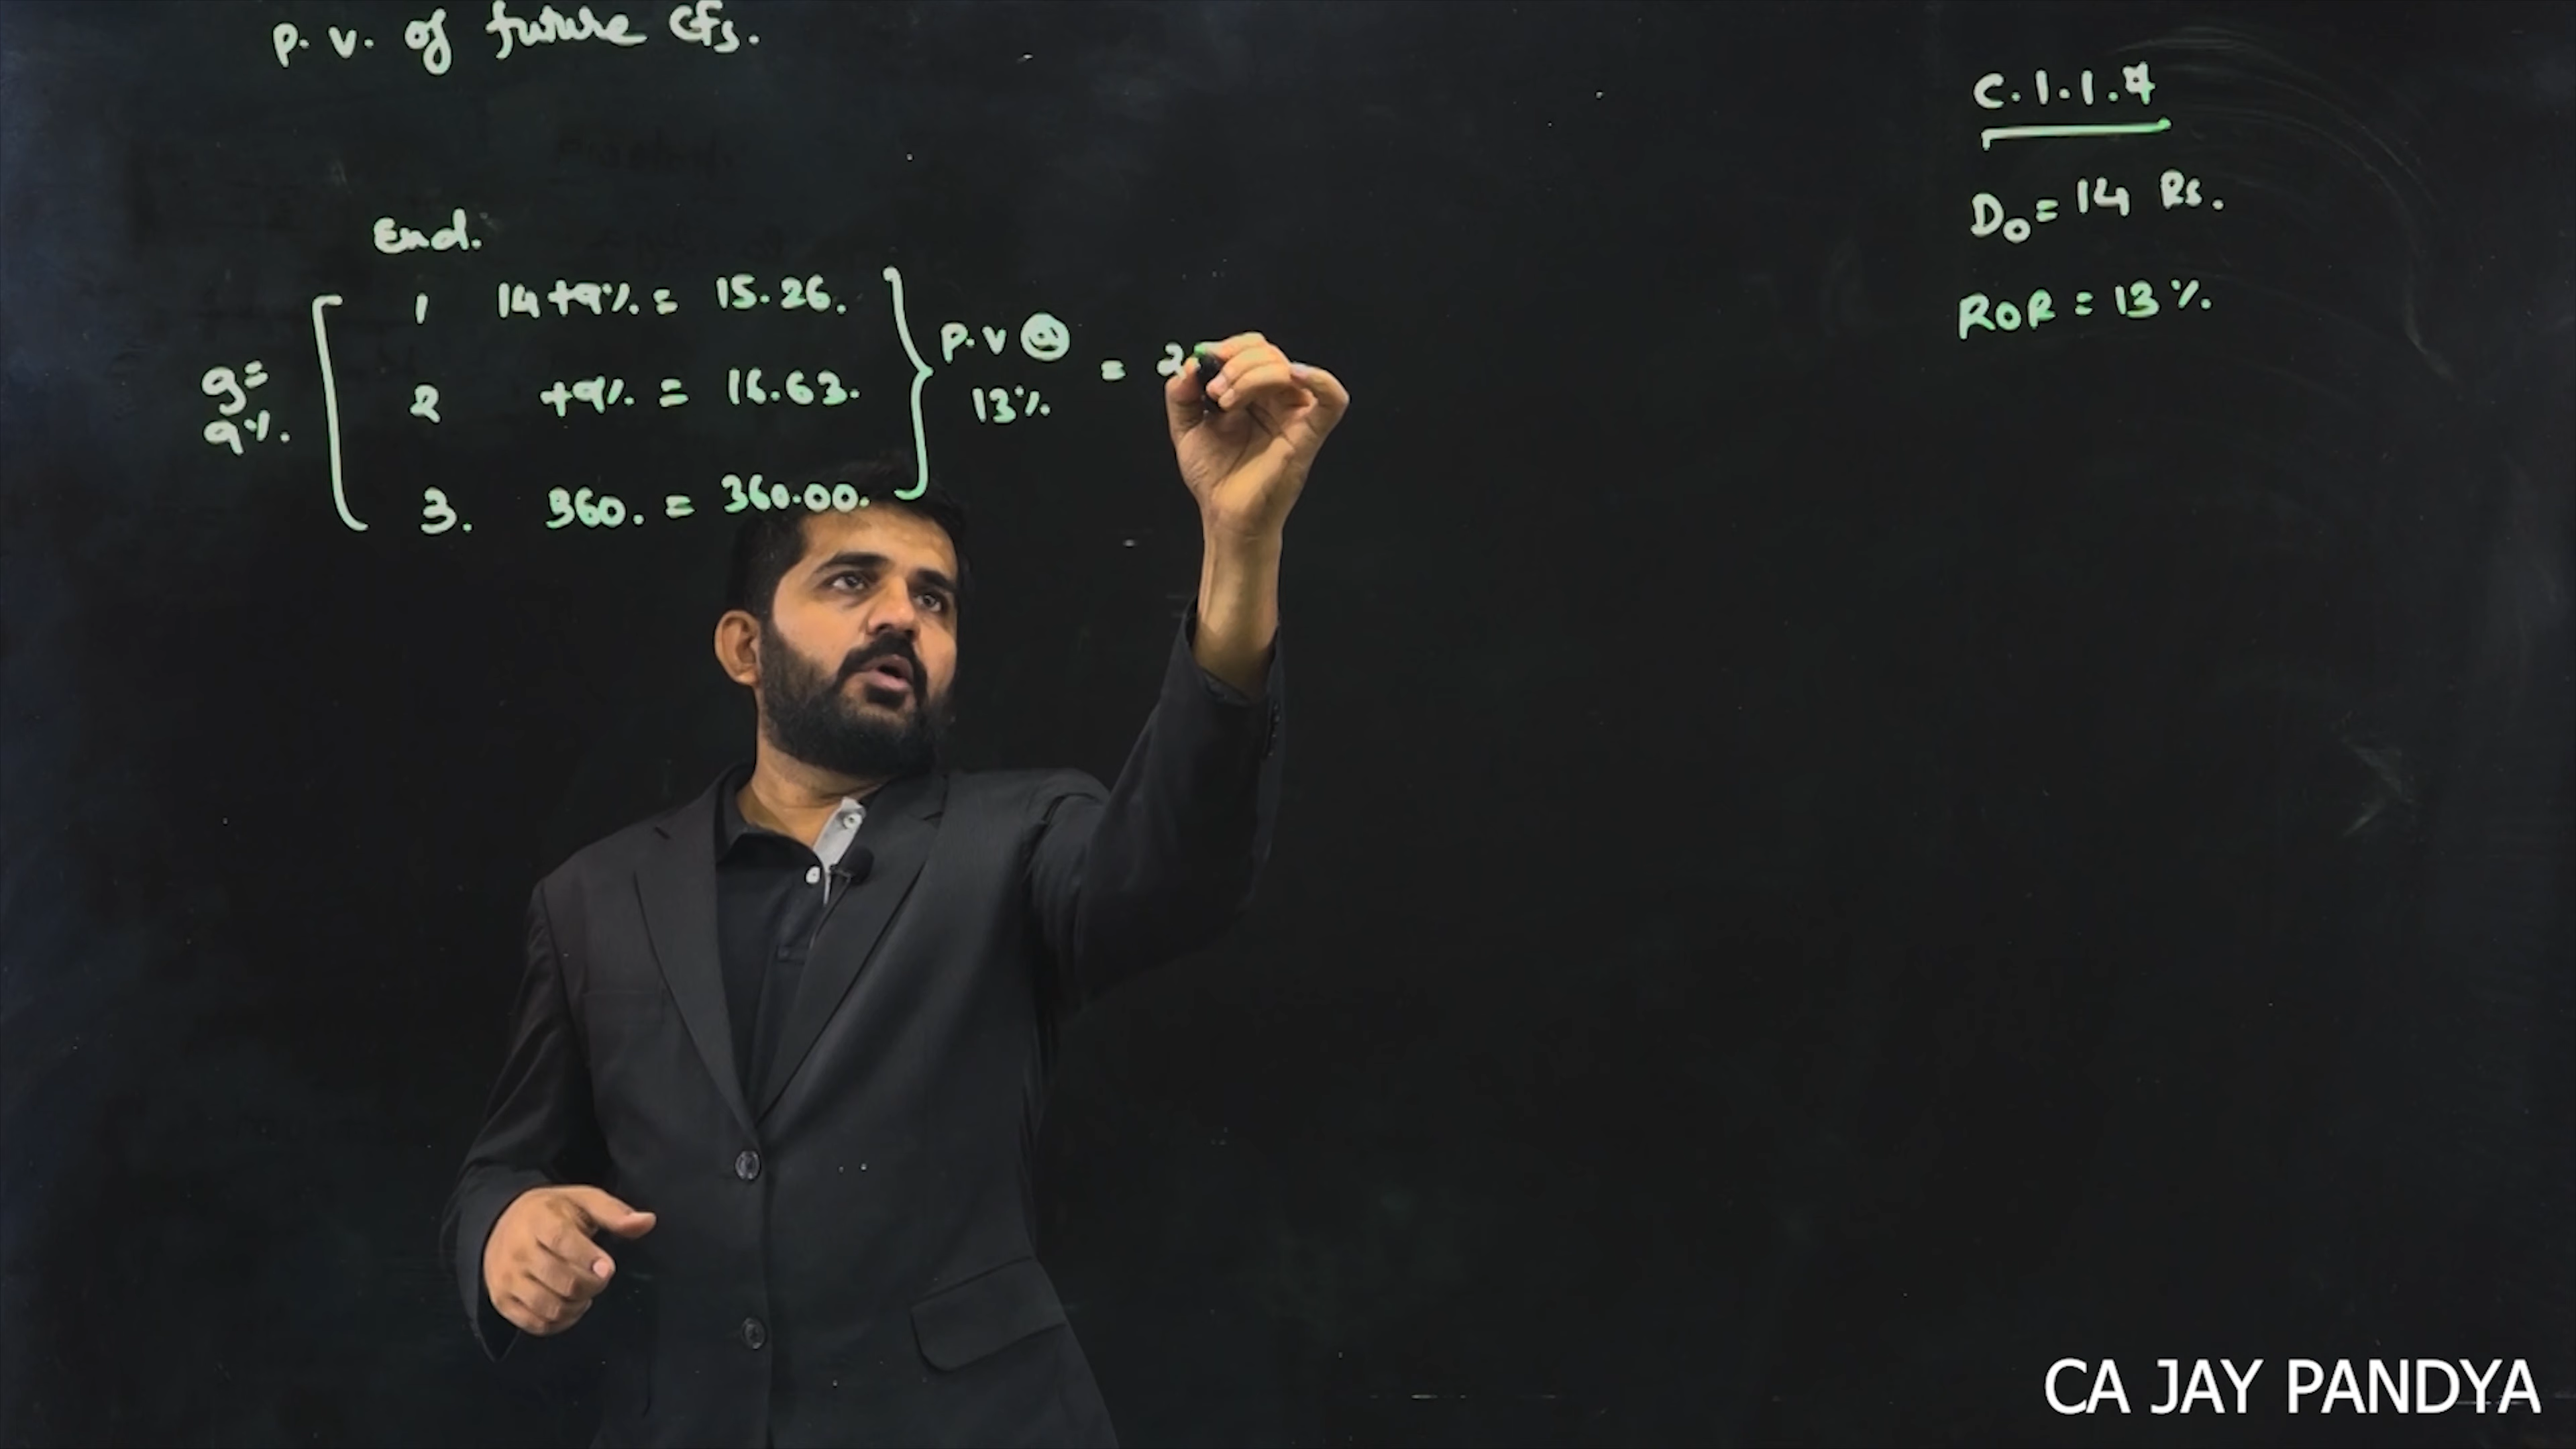 P.V. of future CFs.
C.1.1.7
D₀ = 14 Rs.
ROR = 13%.
End.
g = 9%.
1 14 + 9%. = 15.26.
2 + 9%. = 16.63.
3. 360. = 360.00.
P.V @ 13%. = 2
CA JAY PANDYA